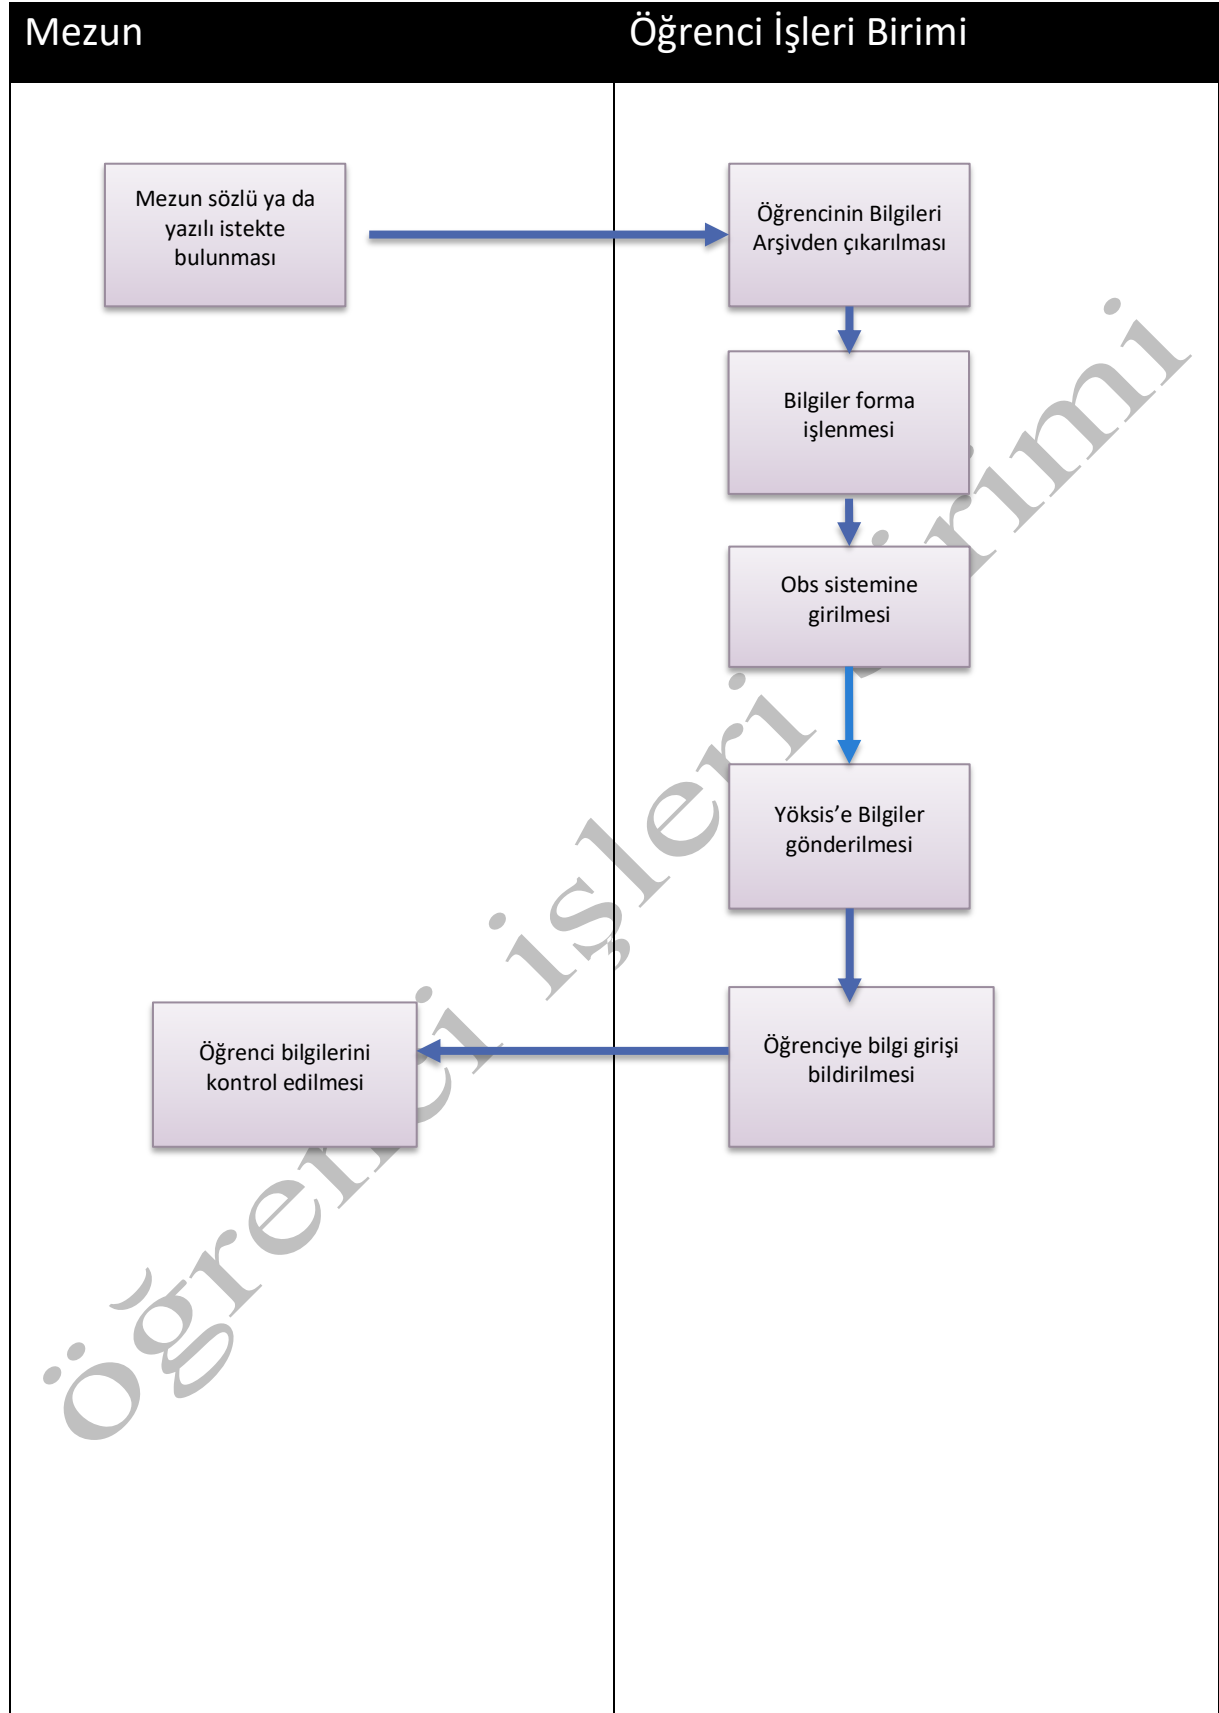 Mezun
Öğrenci İşleri Birimi
Mezun sözlü ya da
yazılı istekte
bulunması
Öğrencinin Bilgileri
Arşivden çıkarılması
Bilgiler forma
işlenmesi
Obs sistemine
girilmesi
Yöksis’e Bilgiler
gönderilmesi
Öğrenciye bilgi girişi
bildirilmesi
Öğrenci bilgilerini
kontrol edilmesi
öğrenci işleri birimi